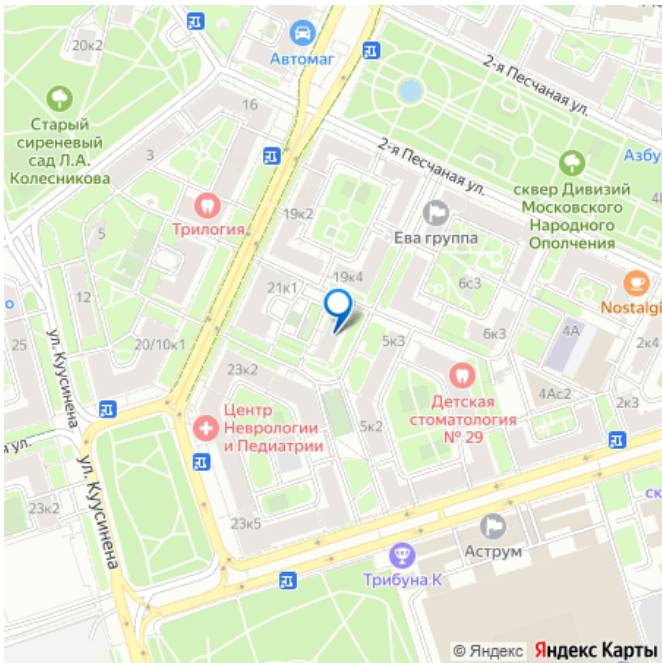 20к2
Автомаг
2-я Песчаная ул.
Старый
сиреневый
сад Л.А.
Колесникова
16
3
2-я Песчаная ул.
Азбу
сквер Дивизий
Московского
Народного
Ополчения
Трилогия
19к2
Ева группа
5
12
21к1
19к4
6с3
Nostalgi
о
25
ул. Куусинена
20/10к1
5к3
6к3
4А
2к4
23к2
Детская
стоматология
№ 29
4Ас2
2к3
Центр
Неврологии
и Педиатрии
5к2
ул. Куусинена
23к2
23к5
ск
Аструм
Трибуна К
© Яндекс Яндекс Карты